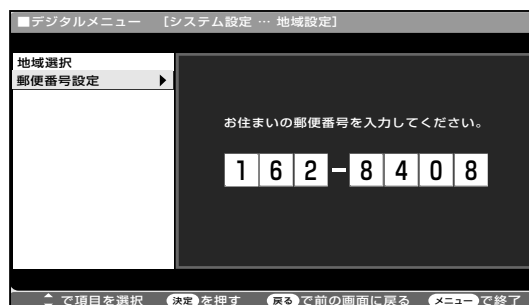 ■デジタルメニュー [システム設定 … 地域設定]
地域選択
郵便番号設定 ▶
お住まいの郵便番号を入力してください。
162-8408
で項目を選択 決定を押す 戻るで前の画面に戻る メニューで終了